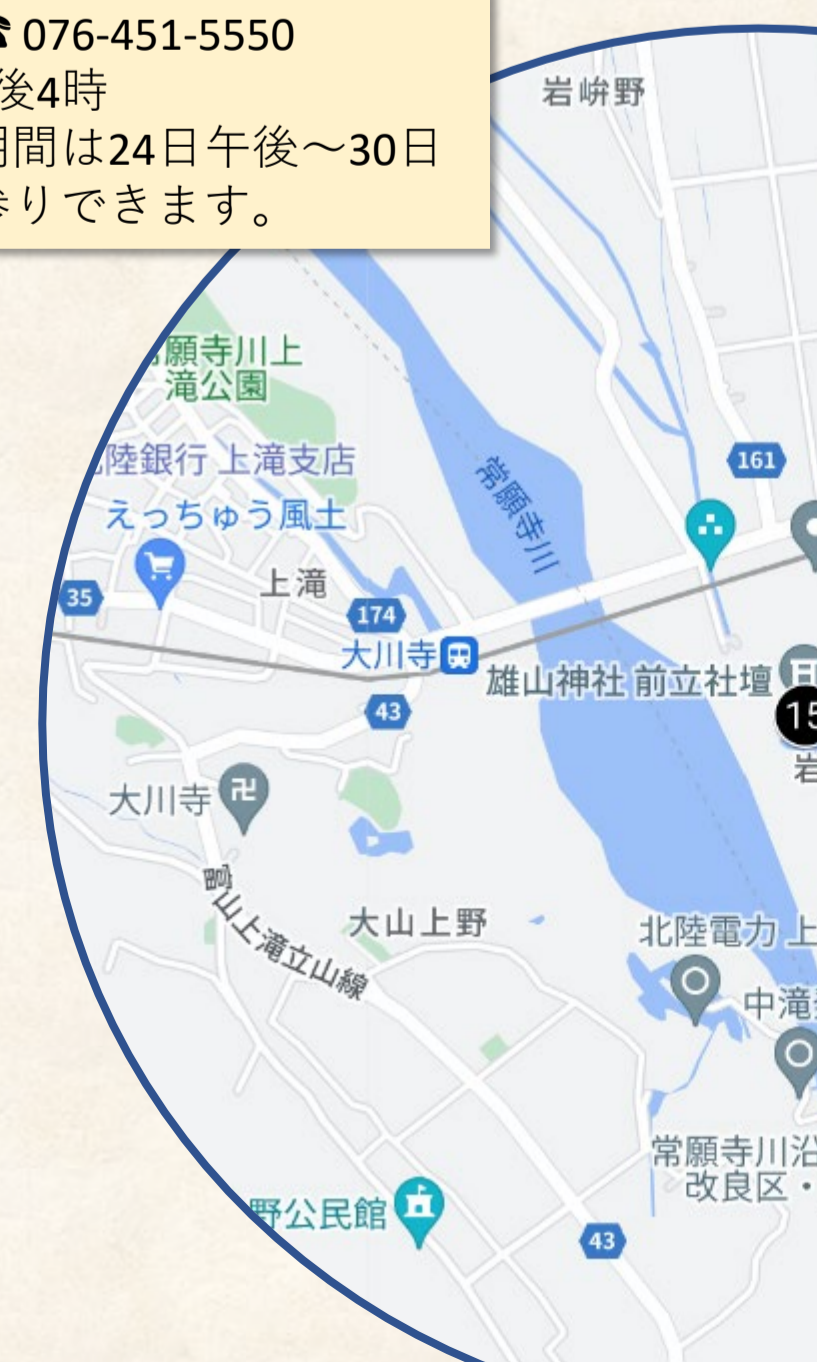 ☎ 076-451-5550
後4時
期間は24日午後～30日
参りできます。
岩峅野
常願寺川上
滝公園
北陸銀行 上滝支店
161
えっちゅう風土
常願寺川
上滝
35
174
大川寺
雄山神社 前立社壇
43
15
岩
大川寺
富山上滝立山線
大山上野
北陸電力 上
中滝発
常願寺川沿
改良区・
野公民館
43